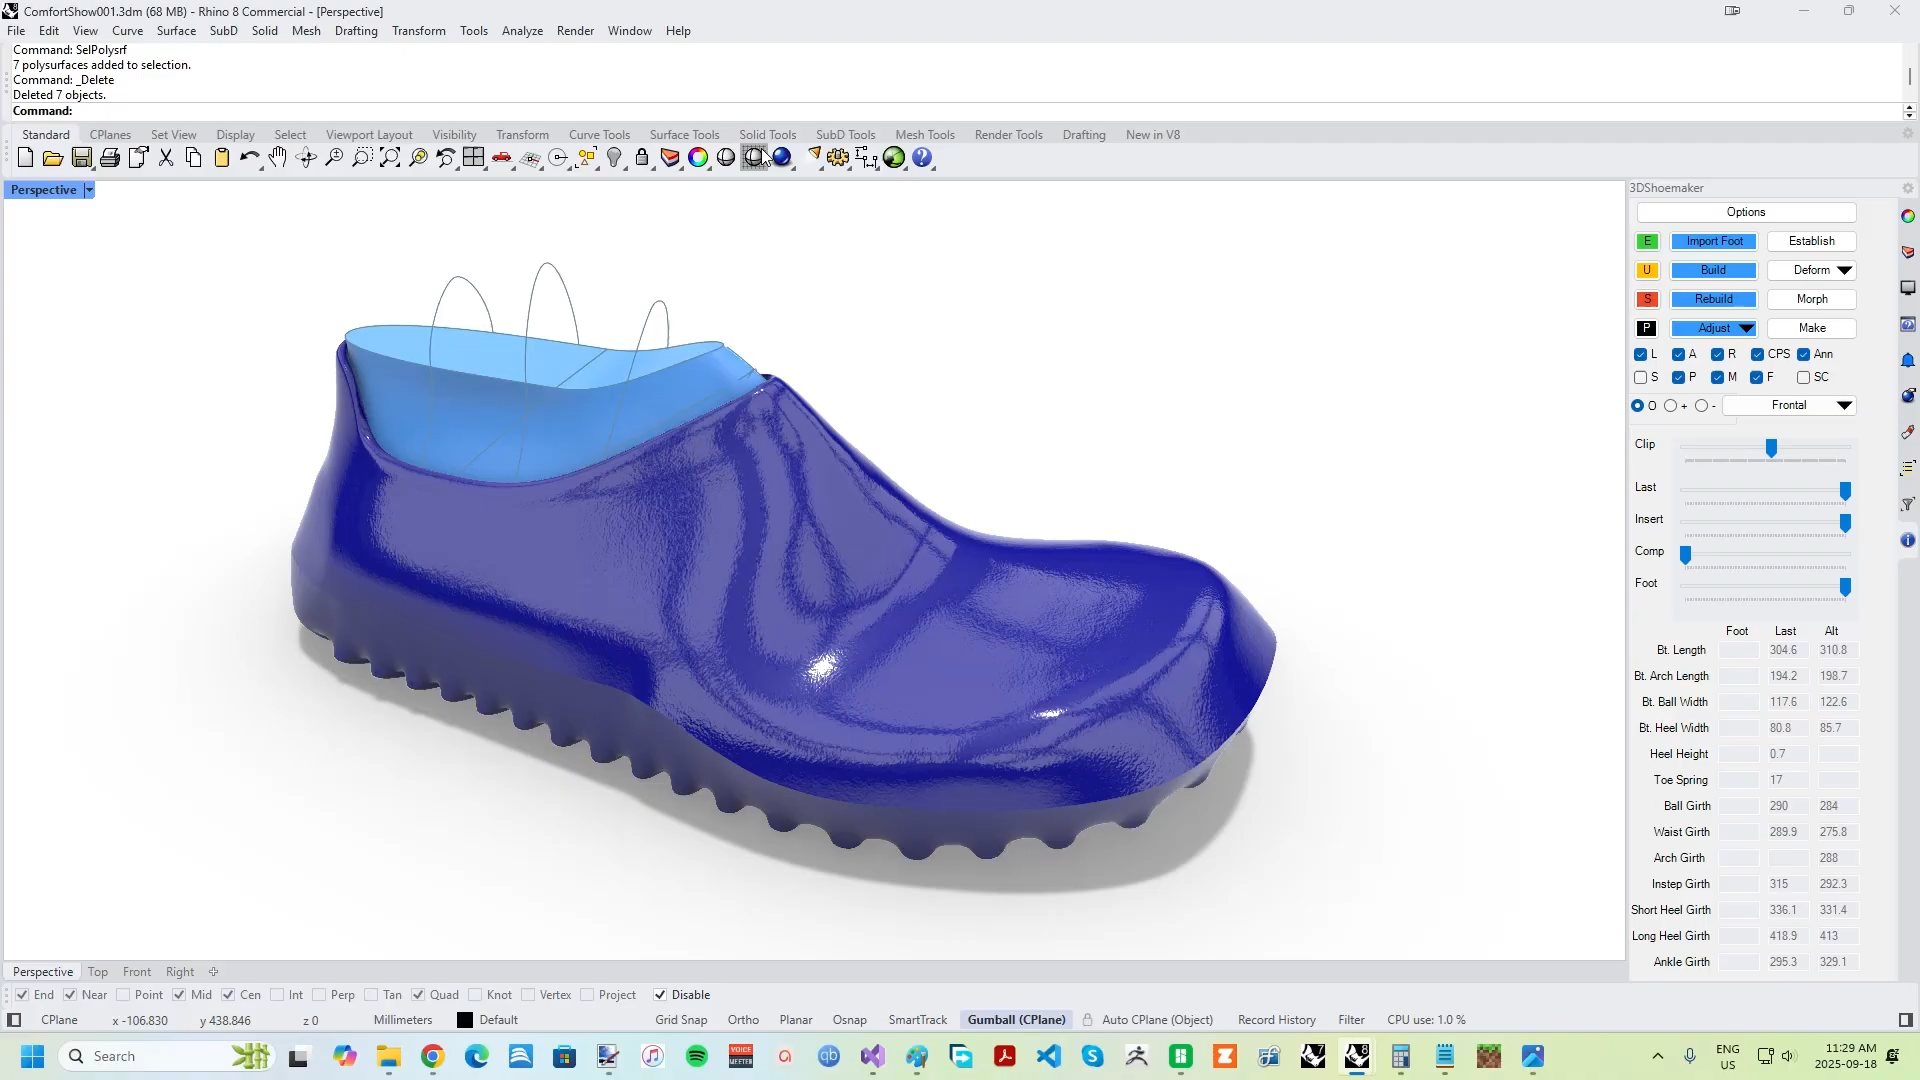 ComfortShow001.3dm (68 MB) - Rhino 8 Commercial - [Perspective]
File Edit View Curve Surface SubD Solid Mesh Drafting Transform Tools Analyze Render Window Help
Command: SelPolysrf
7 polysurfaces added to selection.
Command: _Delete
Deleted 7 objects.
Command:
Standard CPlanes Set View Display Select Viewport Layout Visibility Transform Curve Tools Surface Tools Solid Tools SubD Tools Mesh Tools Render Tools Drafting New in V8
Perspective
3DShoemaker
Options
E Import Foot Establish
U Build Deform
S Rebuild Morph
P Adjust Make
L A R CPS Ann
S P M F SC
O + - Frontal
Clip
Last
Insert
Comp
Foot
Foot Last Alt
Bt. Length 304.6 310.8
Bt. Arch Length 194.2 198.7
Bt. Ball Width 117.6 122.6
Bt. Heel Width 80.8 85.7
Heel Height 0.7
Toe Spring 17
Ball Girth 290 284
Waist Girth 289.9 275.8
Arch Girth 288
Instep Girth 315 292.3
Short Heel Girth 336.1 331.4
Long Heel Girth 418.9 413
Ankle Girth 295.3 329.1
Perspective Top Front Right
End Near Point Mid Cen Int Perp Tan Quad Knot Vertex Project Disable
CPlane x -106.830 y 438.846 z 0 Millimeters Default Grid Snap Ortho Planar Osnap SmartTrack Gumball (CPlane) Auto CPlane (Object) Record History Filter CPU use: 1.0 %
Search
VOICE
MEETER
qb
7
8
ENG
US
11:29 AM
2025-09-18